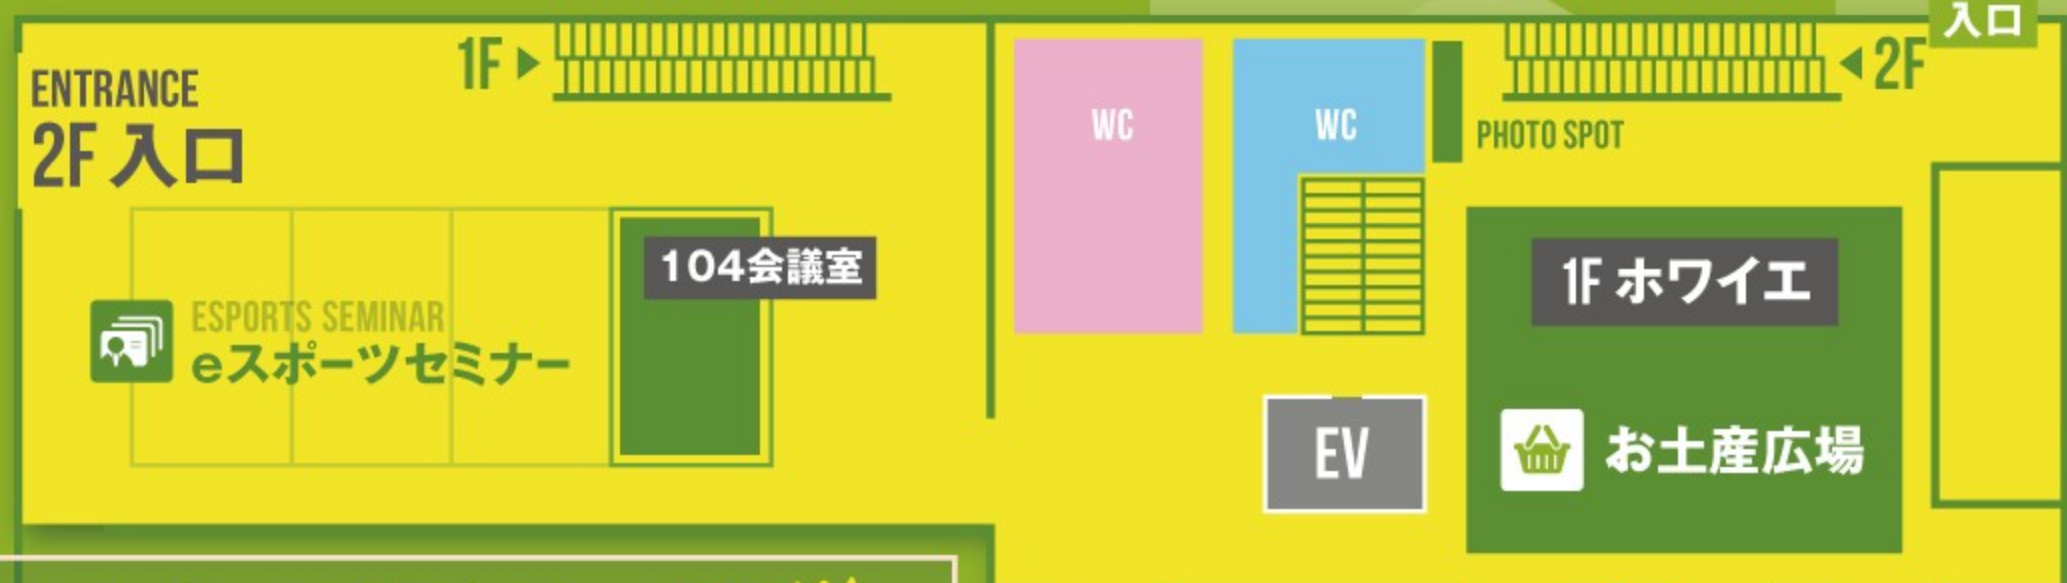 入口
1F
2F
ENTRANCE
2F 入口
WC
WC
PHOTO SPOT
104会議室
1F ホワイエ
ESPORTS SEMINAR
eスポーツセミナー
EV
お土産広場